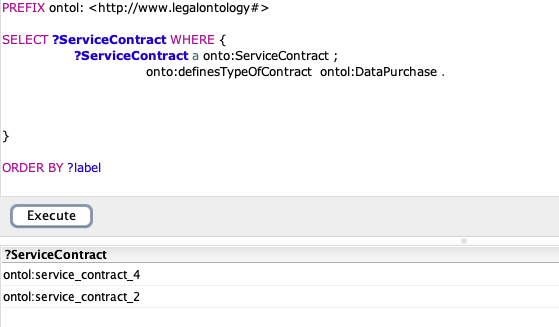 PREFIX ontol: <http://www.legalontology#>
SELECT ?ServiceContract WHERE {
?ServiceContract a onto:ServiceContract ;
onto:definesTypeOfContract ontol:DataPurchase .
}
ORDER BY ?label
Execute
?ServiceContract
ontol:service_contract_4
ontol:service_contract_2